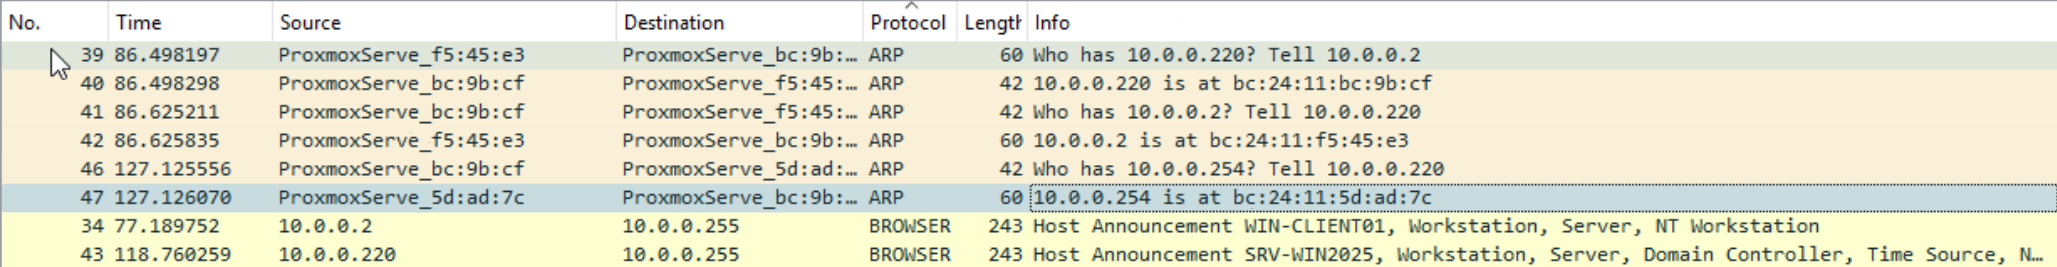 No. Time Source Destination Protocol Length Info
39 86.498197 ProxmoxServe_f5:45:e3 ProxmoxServe_bc:9b:… ARP 60 Who has 10.0.0.220? Tell 10.0.0.2
40 86.498298 ProxmoxServe_bc:9b:cf ProxmoxServe_f5:45:… ARP 42 10.0.0.220 is at bc:24:11:bc:9b:cf
41 86.625211 ProxmoxServe_bc:9b:cf ProxmoxServe_f5:45:… ARP 42 Who has 10.0.0.2? Tell 10.0.0.220
42 86.625835 ProxmoxServe_f5:45:e3 ProxmoxServe_bc:9b:… ARP 60 10.0.0.2 is at bc:24:11:f5:45:e3
46 127.125556 ProxmoxServe_bc:9b:cf ProxmoxServe_5d:ad:… ARP 42 Who has 10.0.0.254? Tell 10.0.0.220
47 127.126070 ProxmoxServe_5d:ad:7c ProxmoxServe_bc:9b:… ARP 60 10.0.0.254 is at bc:24:11:5d:ad:7c
34 77.189752 10.0.0.2 10.0.0.255 BROWSER 243 Host Announcement WIN-CLIENT01, Workstation, Server, NT Workstation
43 118.760259 10.0.0.220 10.0.0.255 BROWSER 243 Host Announcement SRV-WIN2025, Workstation, Server, Domain Controller, Time Source, N…